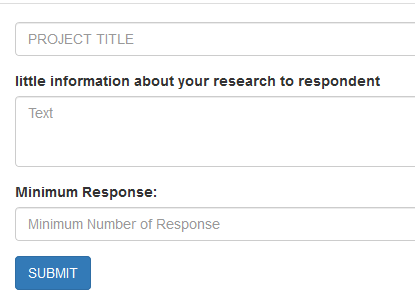 PROJECT TITLE
little information about your research to respondent
Text
Minimum Response:
Minimum Number of Response
SUBMIT